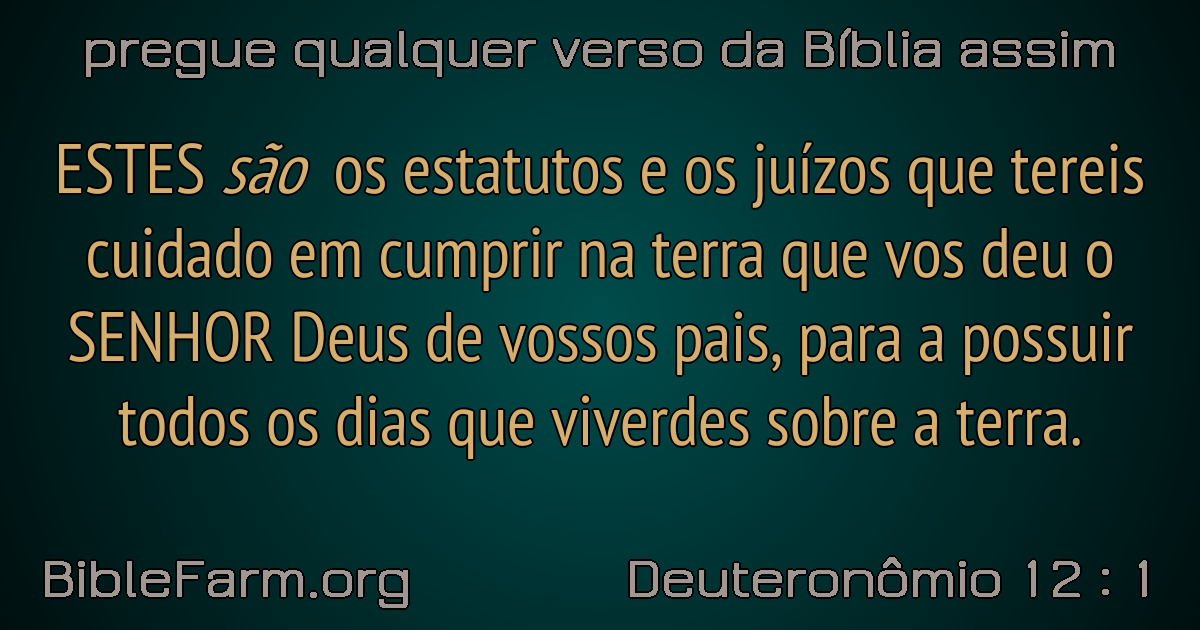 pregue qualquer verso da Bíblia assim
ESTES são os estatutos e os juízos que tereis
cuidado em cumprir na terra que vos deu o
SENHOR Deus de vossos pais, para a possuir
todos os dias que viverdes sobre a terra.
BibleFarm.org
Deuteronômio 12 : 1